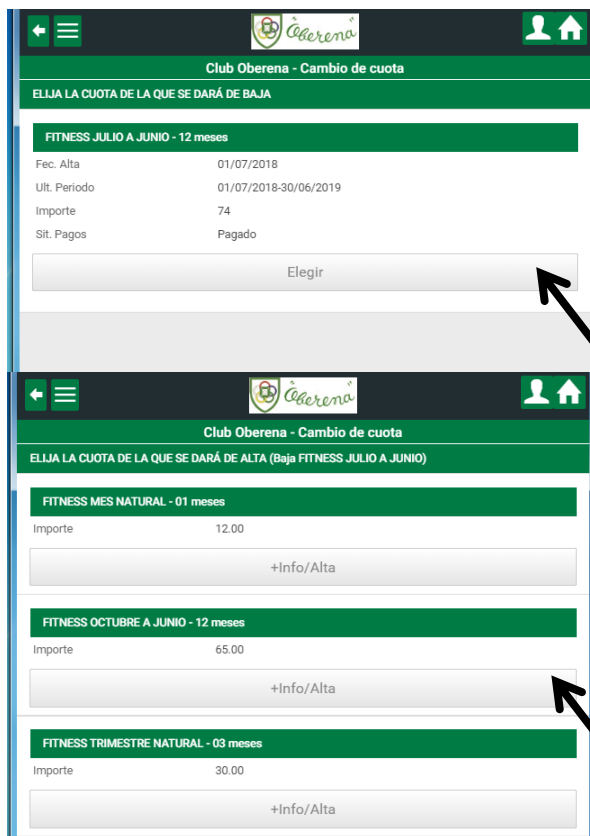 Oberena
Club Oberena - Cambio de cuota
ELIJA LA CUOTA DE LA QUE SE DARÁ DE BAJA
FITNESS JULIO A JUNIO - 12 meses
Fec. Alta 01/07/2018
Ult. Periodo 01/07/2018-30/06/2019
Importe 74
Sit. Pagos Pagado
Elegir
Oberena
Club Oberena - Cambio de cuota
ELIJA LA CUOTA DE LA QUE SE DARÁ DE ALTA (Baja FITNESS JULIO A JUNIO)
FITNESS MES NATURAL - 01 meses
Importe 12.00
+Info/Alta
FITNESS OCTUBRE A JUNIO - 12 meses
Importe 65.00
+Info/Alta
FITNESS TRIMESTRE NATURAL - 03 meses
Importe 30.00
+Info/Alta